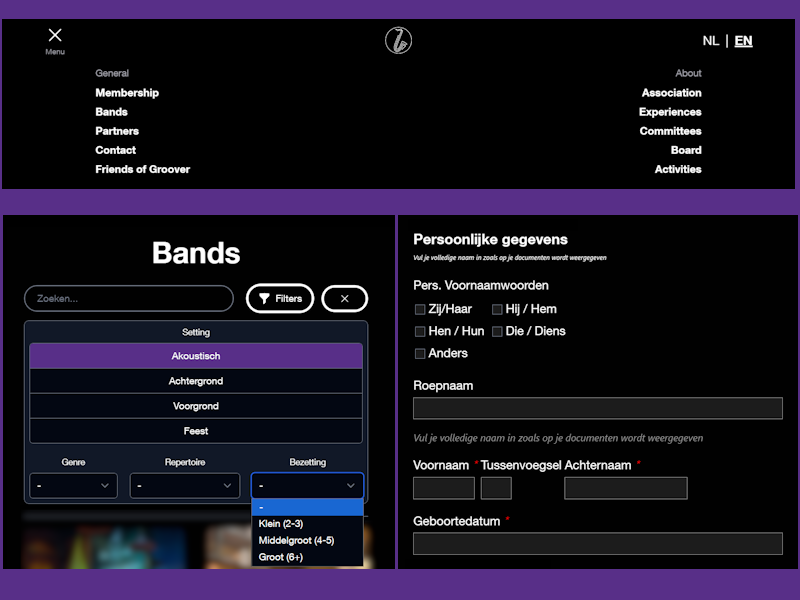 Menu
NL | EN
General
About
Membership
Association
Bands
Experiences
Partners
Committees
Contact
Board
Friends of Groover
Activities
Bands
Zoeken...
Filters
Setting
Akoustisch
Achtergrond
Voorgrond
Feest
Genre
Repertoire
Bezetting
-
-
-
-
Klein (2-3)
Middelgroot (4-5)
Groot (6+)
Persoonlijke gegevens
Vul je volledige naam in zoals op je documenten wordt weergegeven
Pers. Voornaamwoorden
Zij/Haar
Hij / Hem
Hen / Hun
Die / Diens
Anders
Roepnaam
Vul je volledige naam in zoals op je documenten wordt weergegeven
Voornaam * Tussenvoegsel Achternaam *
Geboortedatum *